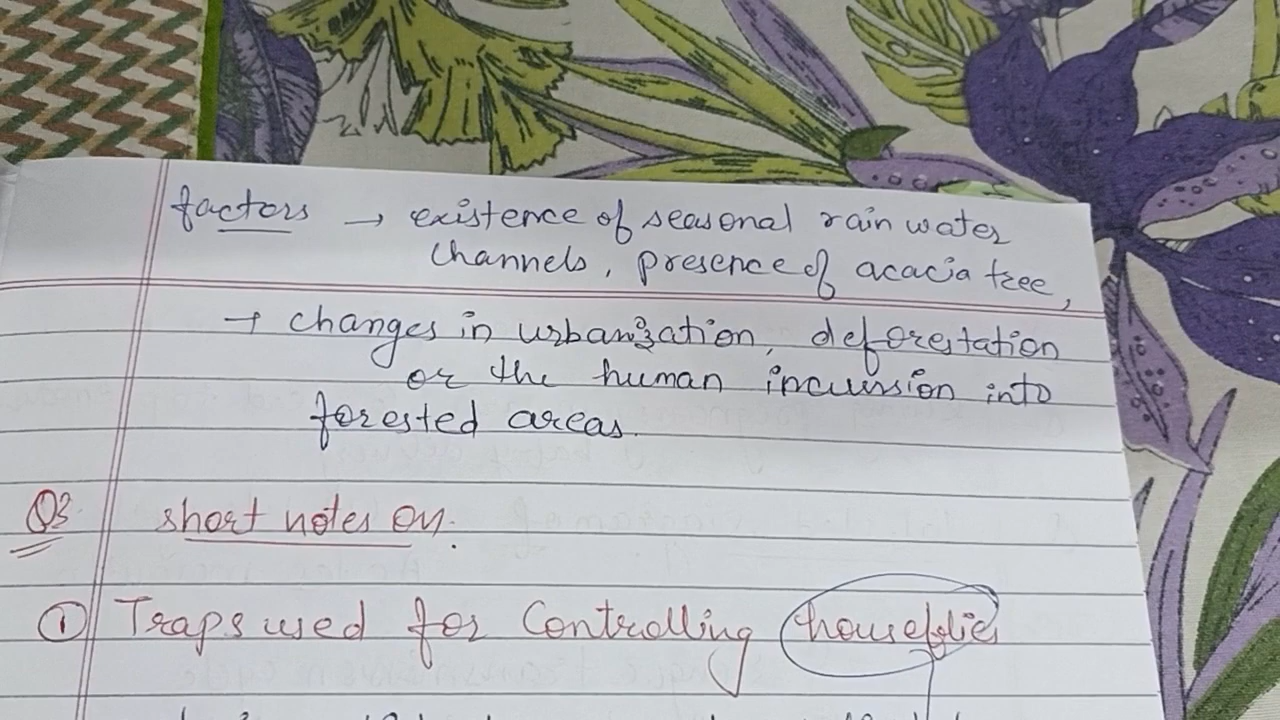 factors → existence of seasonal rain water
channels, presence of acacia tree,
→ changes in urbanization, deforestation
or the human incursion into
forested areas.
Q3 short notes on.
① Traps used for Controlling houseflies